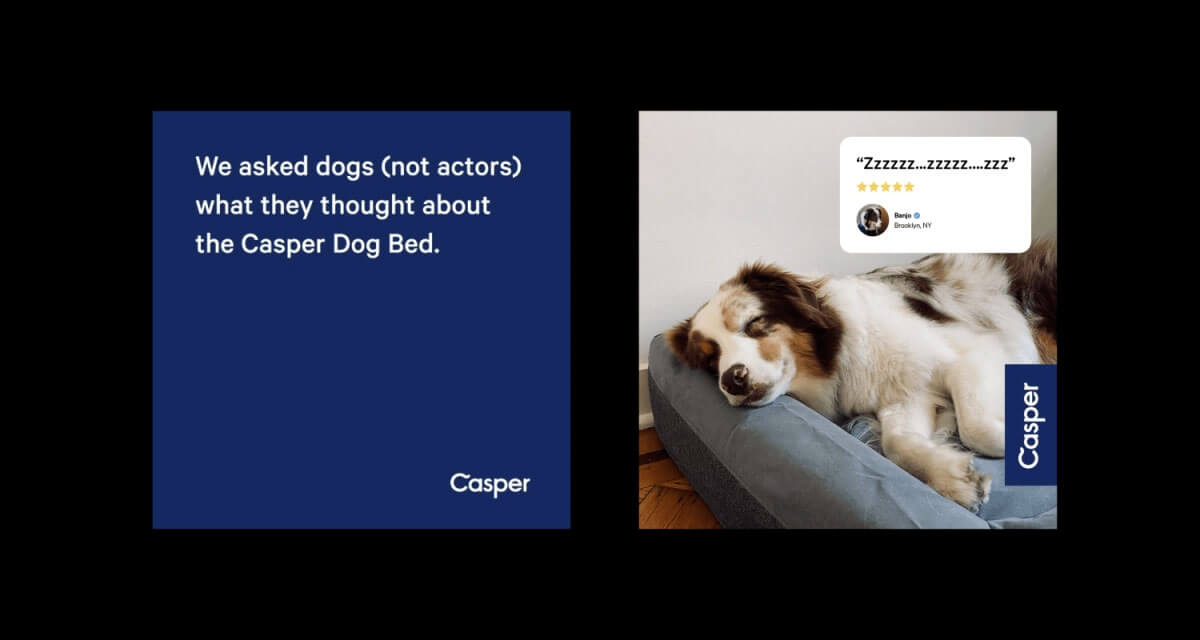 We asked dogs (not actors)
what they thought about
the Casper Dog Bed.
Casper
“Zzzzzz...zzzzz....zzz”
Banjo
Brooklyn, NY
Casper